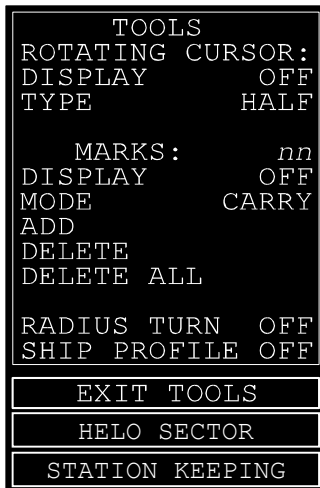 TOOLS
ROTATING CURSOR:
DISPLAY OFF
TYPE HALF
MARKS: nn
DISPLAY OFF
MODE CARRY
ADD
DELETE
DELETE ALL
RADIUS TURN OFF
SHIP PROFILE OFF
EXIT TOOLS
HELO SECTOR
STATION KEEPING